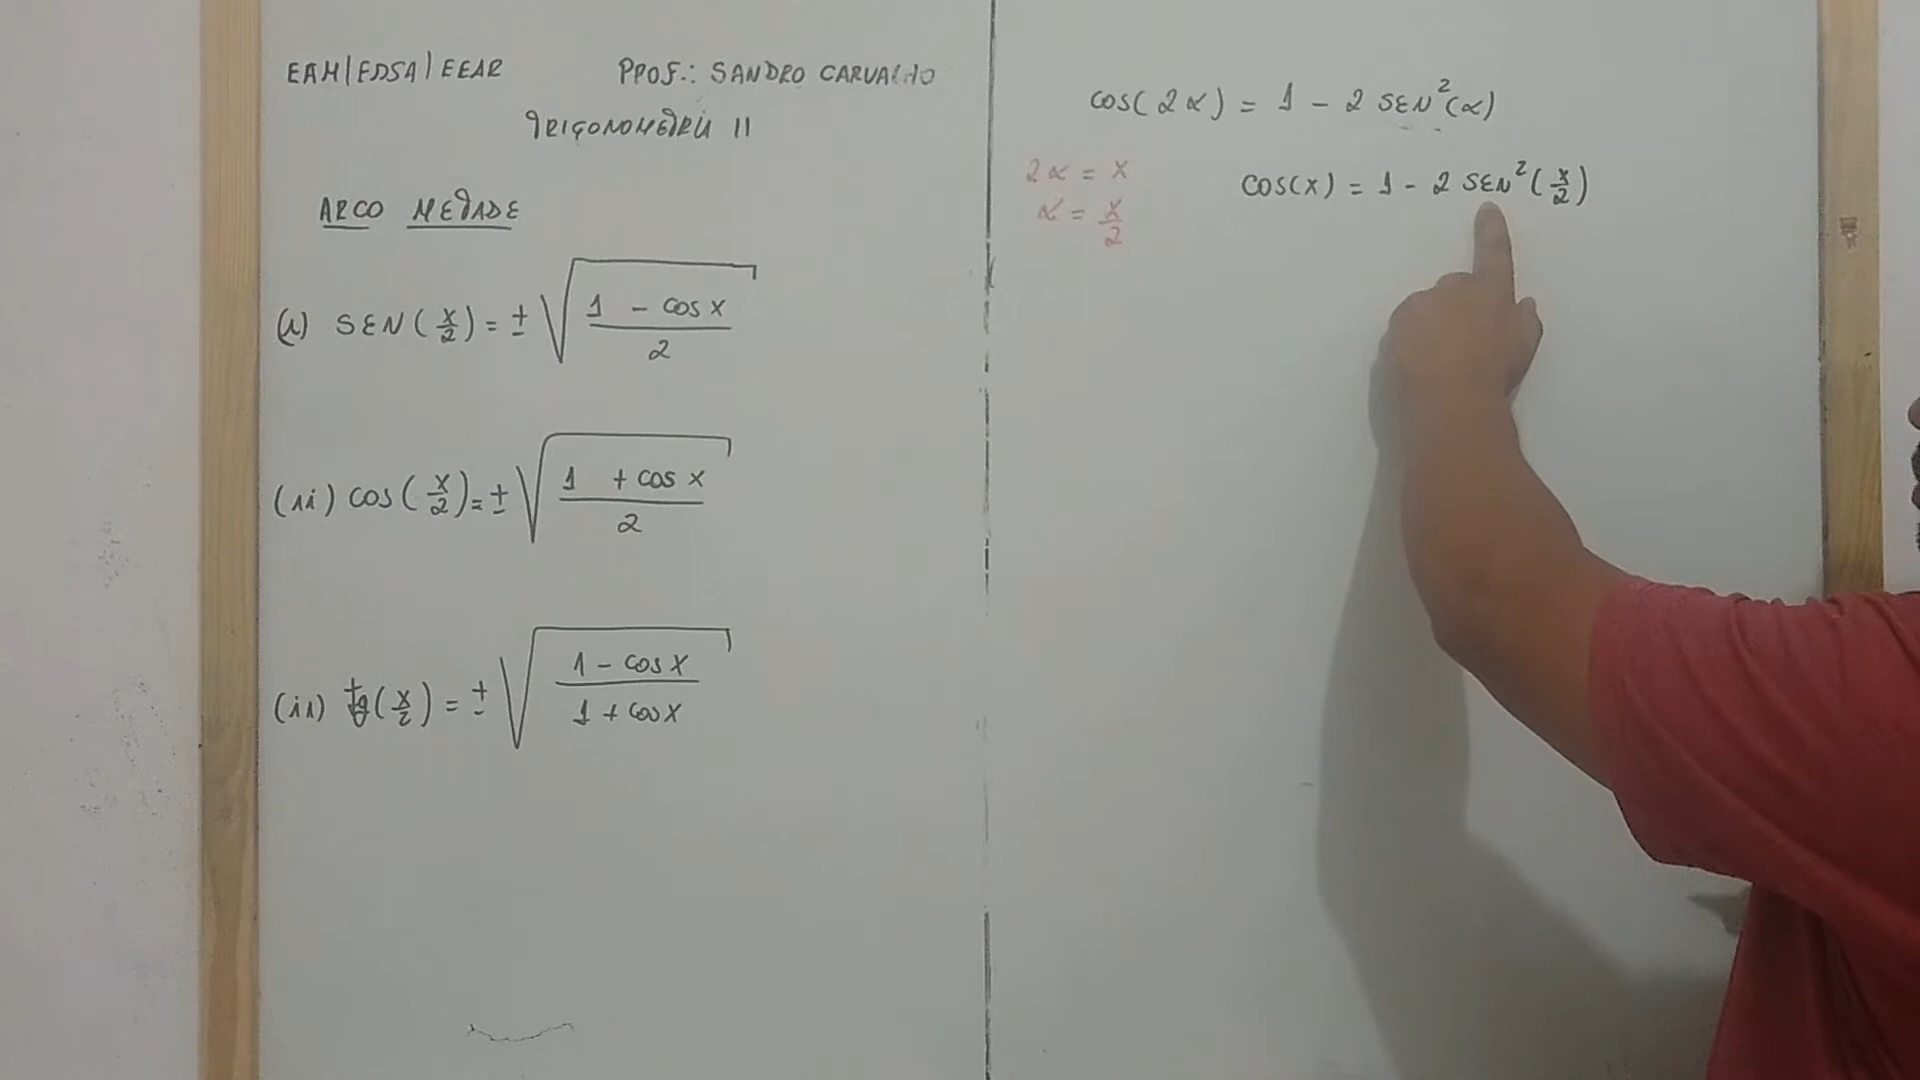 EAM|ESSA|EEAR PROF.: SANDRO CARVALHO
TRIGONOMETRIA II
ARCO METADE
(i) SEN(x/2) = ± √((1 - cos x)/2)
(ii) cos(x/2) = ± √((1 + cos x)/2)
(iii) tg(x/2) = ± √((1 - cos x)/(1 + cos x))
cos(2α) = 1 - 2 SEN²(α)
2α = x
α = x/2
cos(x) = 1 - 2 SEN²(x/2)